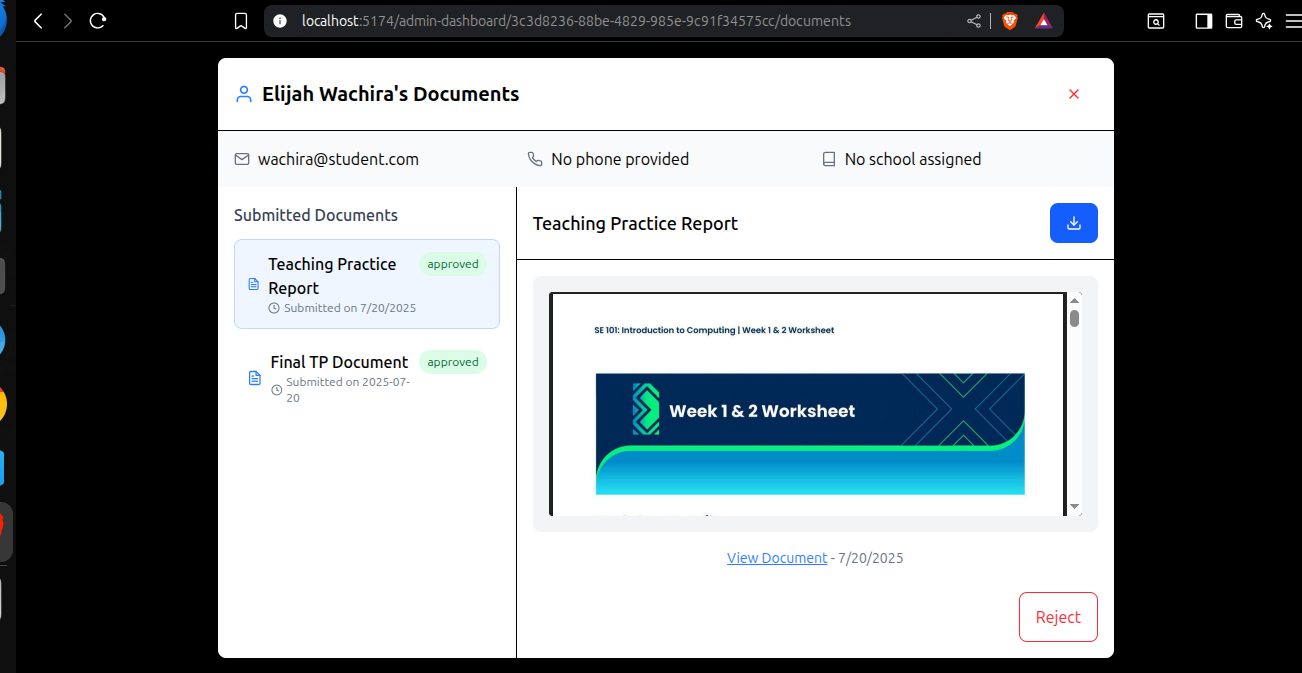 localhost:5174/admin-dashboard/3c3d8236-88be-4829-985e-9c91f34575cc/documents
Elijah Wachira's Documents
wachira@student.com
No phone provided
No school assigned
Submitted Documents
Teaching Practice
Report
approved
Submitted on 7/20/2025
Final TP Document
approved
Submitted on 2025-07-
20
Teaching Practice Report
SE 101: Introduction to Computing | Week 1 & 2 Worksheet
Week 1 & 2 Worksheet
View Document - 7/20/2025
Reject